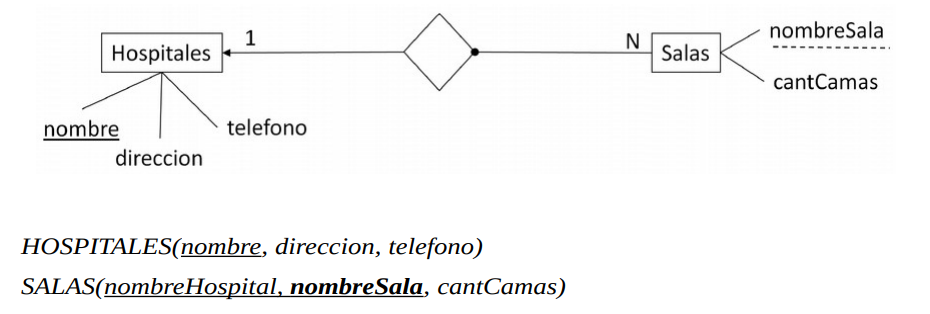 1
N
nombreSala
Hospitales
Salas
cantCamas
nombre
telefono
direccion
HOSPITALES(nombre, direccion, telefono)
SALAS(nombreHospital, nombreSala, cantCamas)